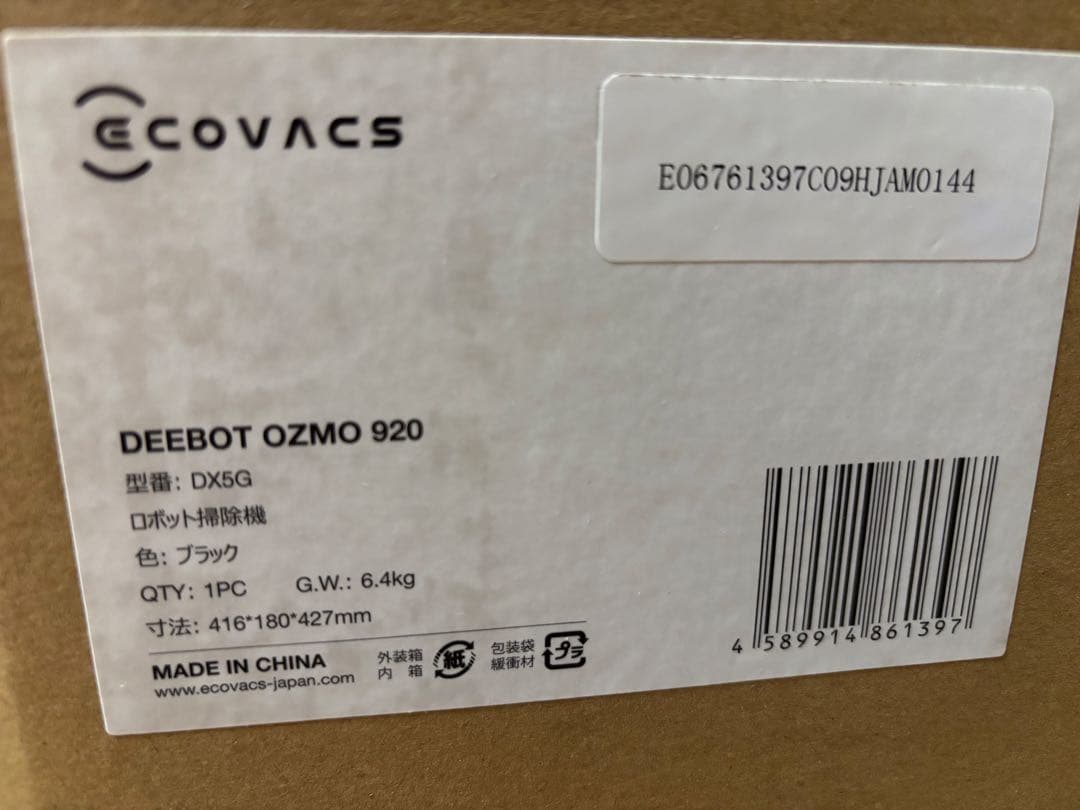 ECOVACS
E06761397C09HJAM0144
DEEBOT OZMO 920
型番: DX5G
ロボット掃除機
色: ブラック
QTY: 1PC G.W.: 6.4kg
寸法: 416*180*427mm
MADE IN CHINA
www.ecovacs-japan.com
外装箱
内 箱
紙
包装袋
緩衝材
プラ
4 589914 861397